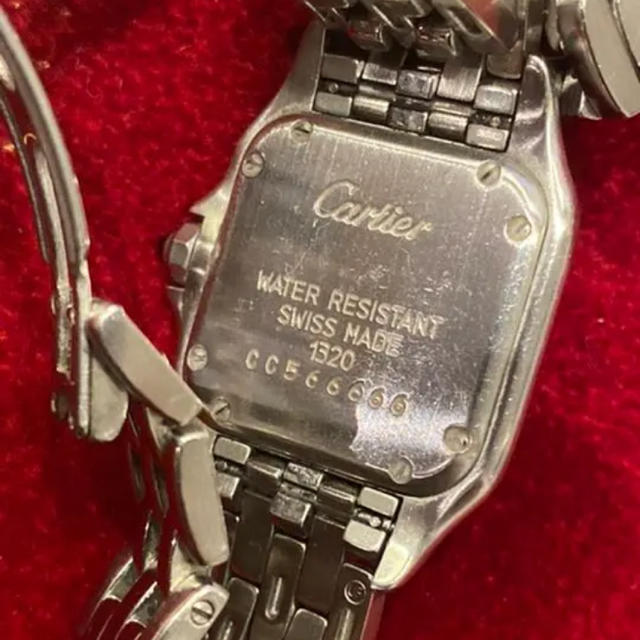 Cartier
WATER RESISTANT
SWISS MADE
1320
CC566666